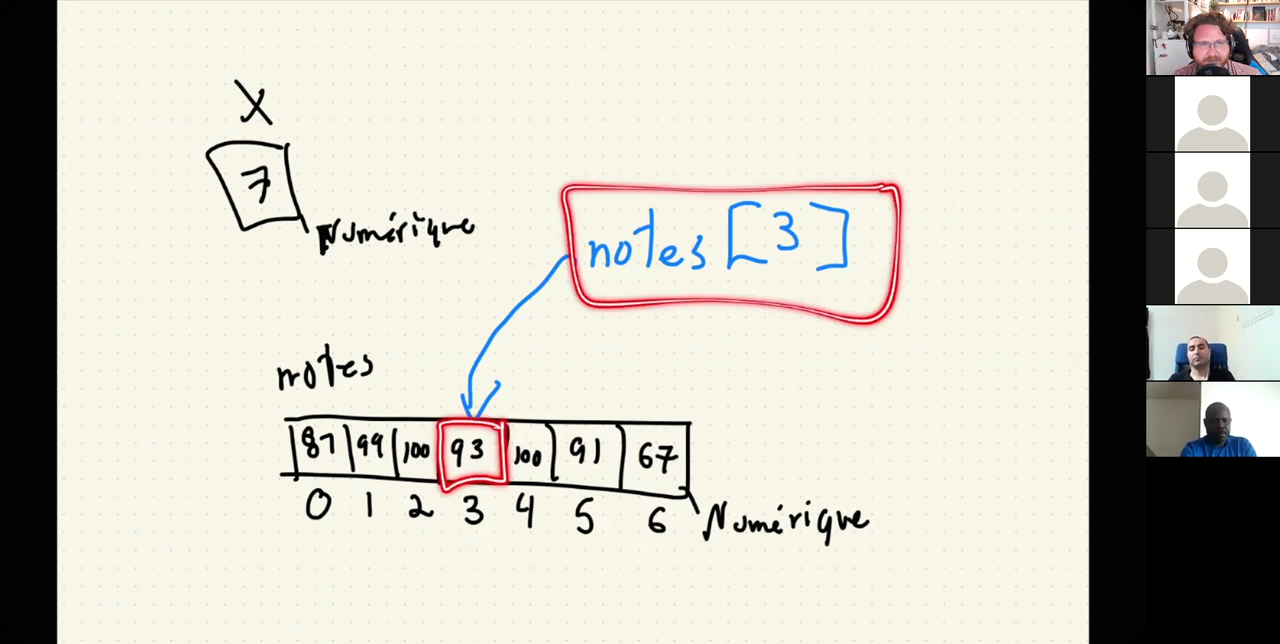 X
7
Numérique
notes [3]
notes
87 99 100 93 100 91 67
0 1 2 3 4 5 6
Numérique